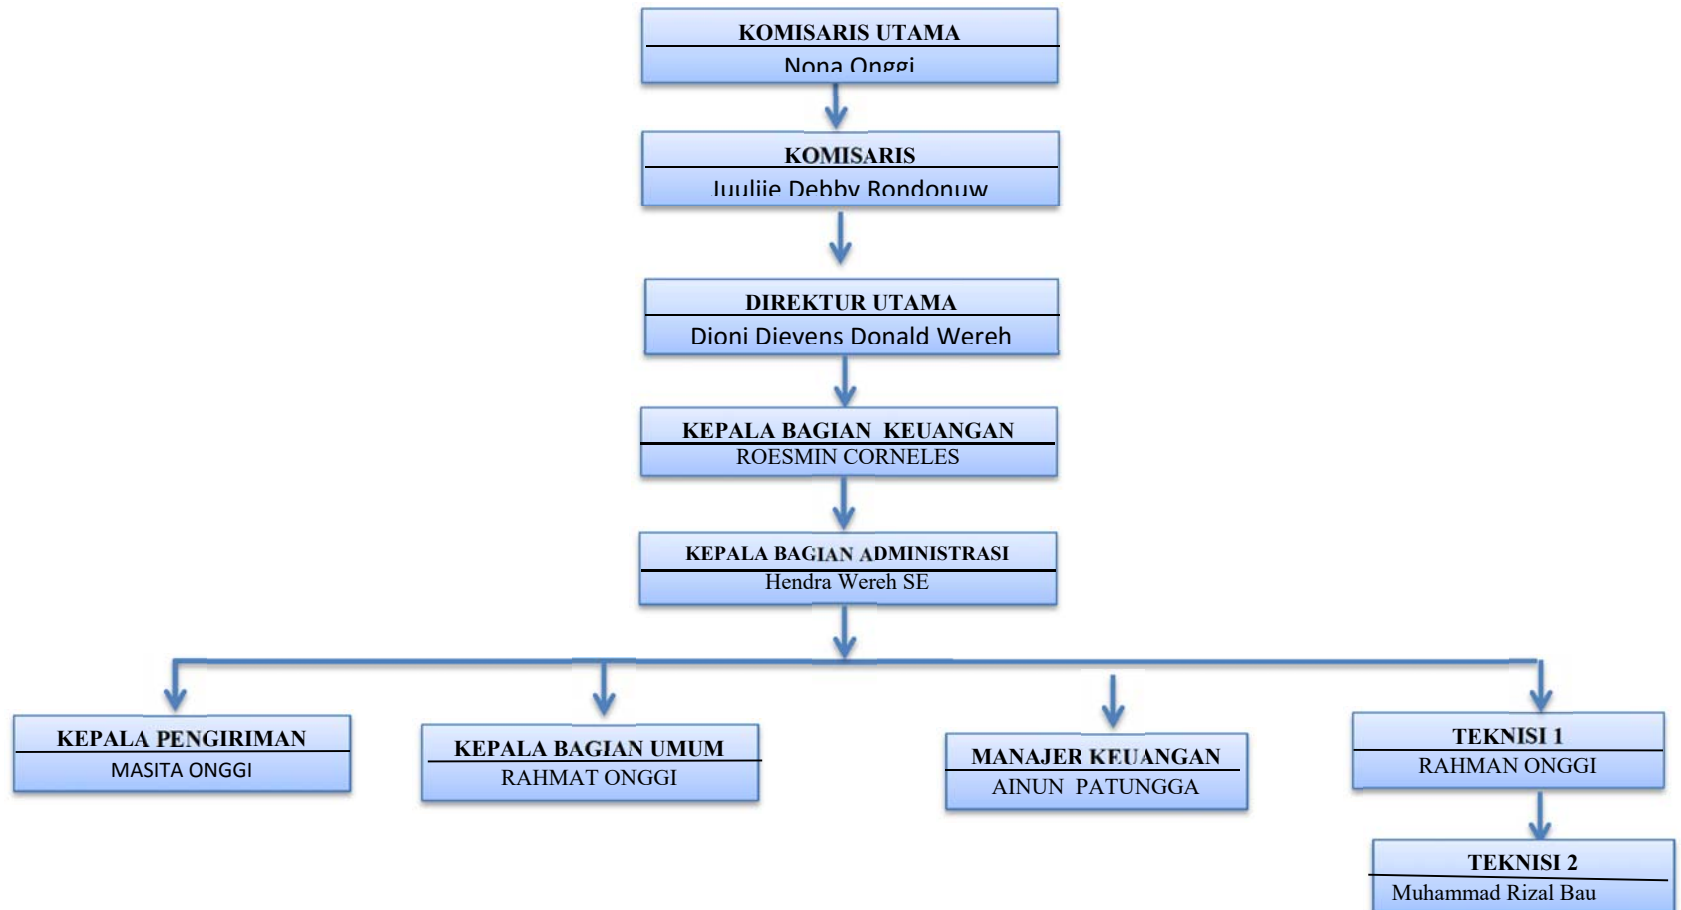 KOMISARIS UTAMA
Nona Onggi
KOMISARIS
Juulije Debby Rondonuw
DIREKTUR UTAMA
Dioni Dievens Donald Wereh
KEPALA BAGIAN KEUANGAN
ROESMIN CORNELES
KEPALA BAGIAN ADMINISTRASI
Hendra Wereh SE
KEPALA PENGIRIMAN
MASITA ONGGI
KEPALA BAGIAN UMUM
RAHMAT ONGGI
MANAJER KEUANGAN
AINUN PATUNGGA
TEKNISI 1
RAHMAN ONGGI
TEKNISI 2
Muhammad Rizal Bau